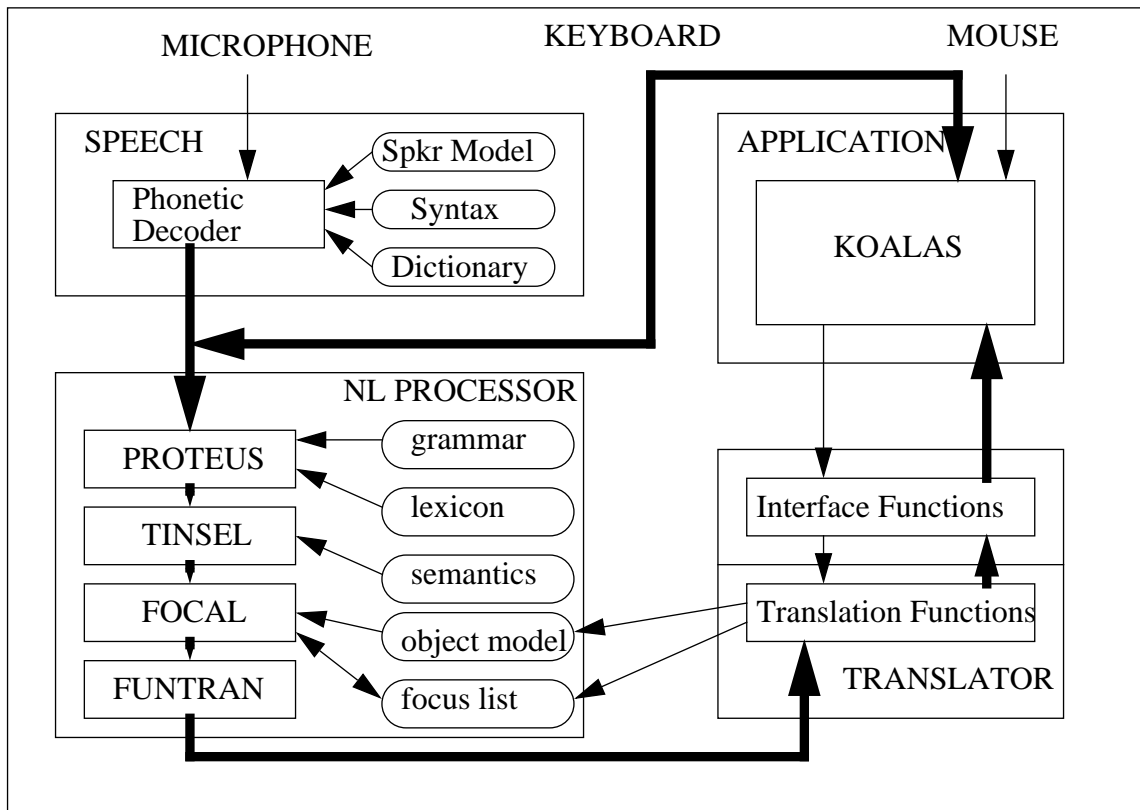 MICROPHONE
KEYBOARD
MOUSE
SPEECH
Spkr Model
Phonetic
Decoder
Syntax
Dictionary
APPLICATION
KOALAS
NL PROCESSOR
PROTEUS
grammar
lexicon
TINSEL
semantics
FOCAL
object model
FUNTRAN
focus list
Interface Functions
Translation Functions
TRANSLATOR